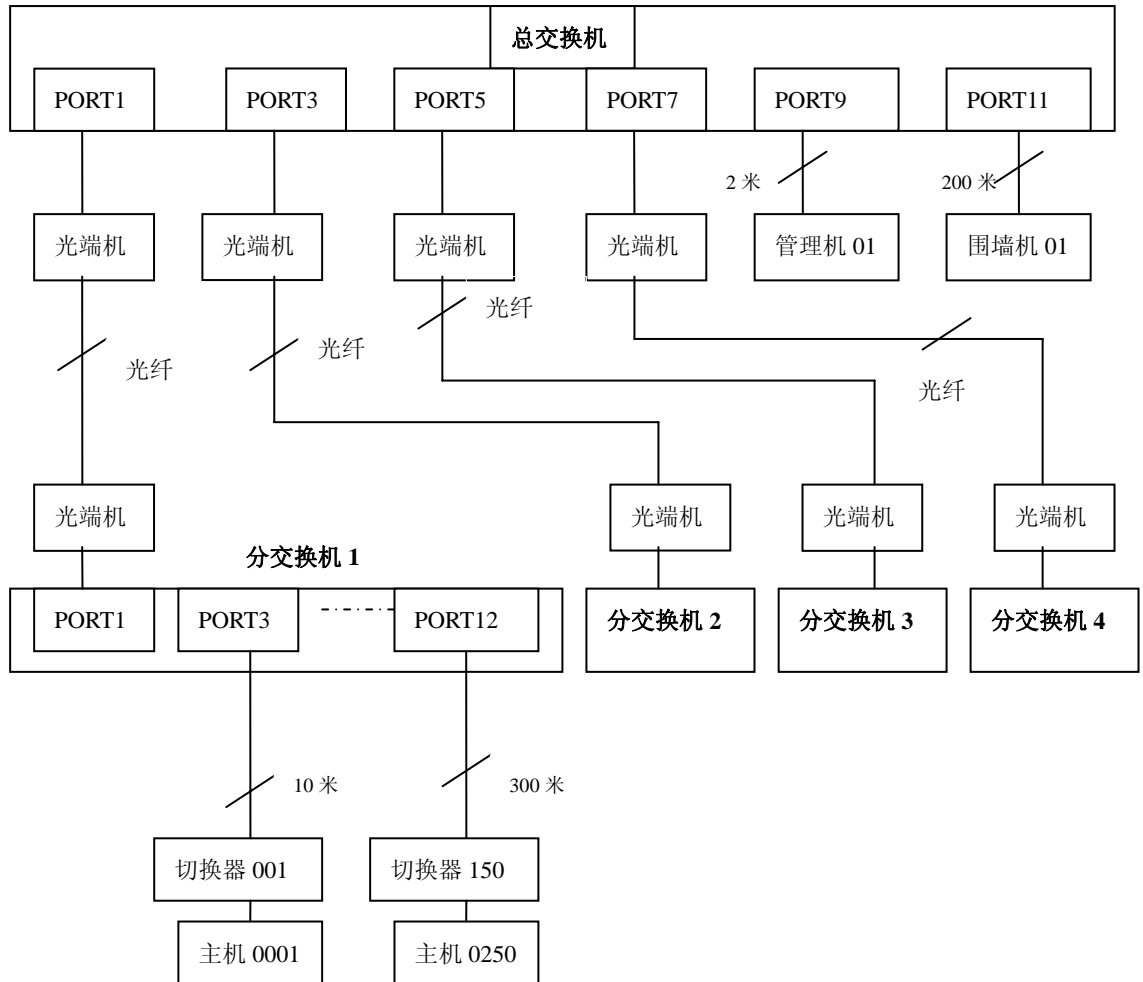 总交换机
PORT1
PORT3
PORT5
PORT7
PORT9
PORT11
2 米
200 米
光端机
光端机
光端机
光端机
管理机 01
围墙机 01
光纤
光纤
光纤
光纤
光端机
光端机
光端机
光端机
分交换机 1
PORT1
PORT3
PORT12
分交换机 2
分交换机 3
分交换机 4
10 米
300 米
切换器 001
切换器 150
主机 0001
主机 0250